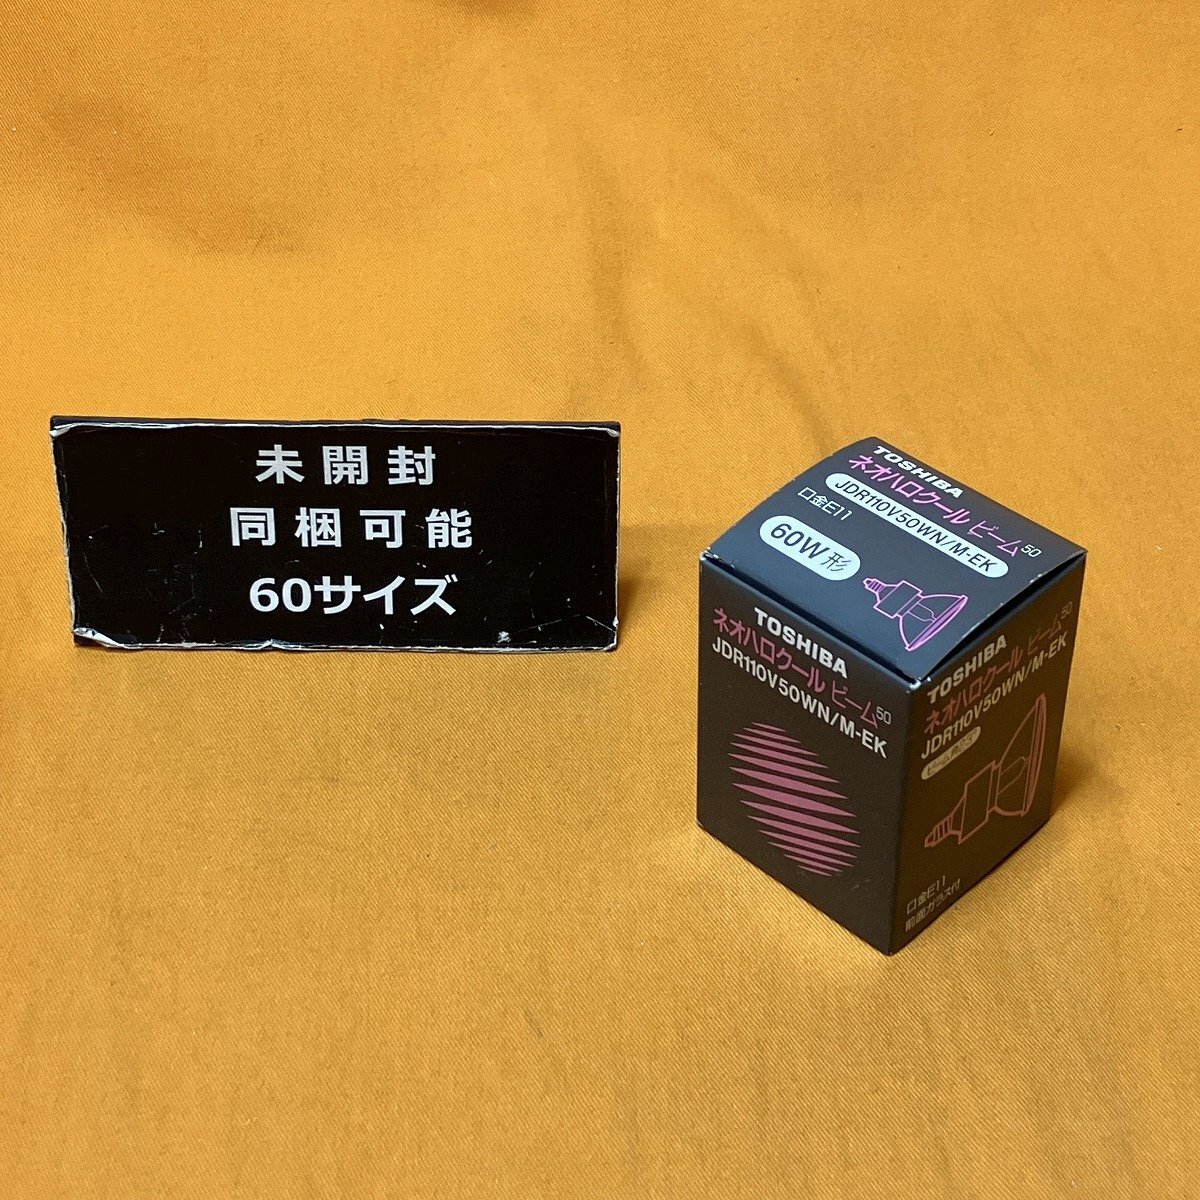 未開封
同梱可能
60サイズ
TOSHIBA
ネオハロクール ビーム50
JDR110V50WN/M-EK
口金E11
60W形
TOSHIBA
ネオハロクール ビーム50
JDR110V50WN/M-EK
TOSHIBA
ネオハロクール ビーム50
JDR110V50WN/M-EK
口金E11
前面ガラス付